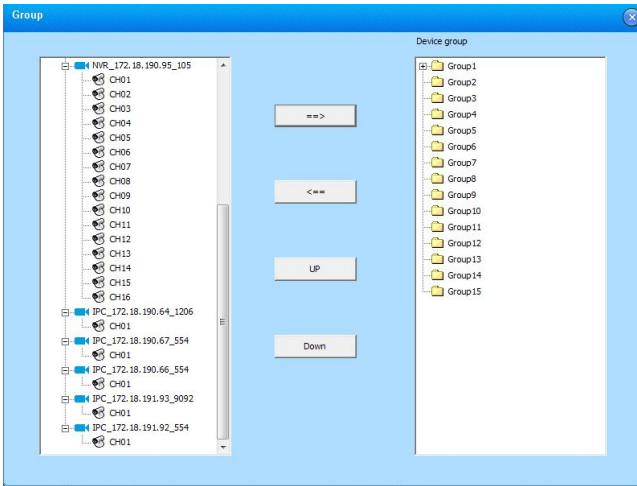 Group
Device group
NVR_172.18.190.95_105
CH01
CH02
CH03
CH04
CH05
CH06
CH07
CH08
CH09
CH10
CH11
CH12
CH13
CH14
CH15
CH16
IPC_172.18.190.64_1206
CH01
IPC_172.18.190.67_554
CH01
IPC_172.18.190.66_554
CH01
IPC_172.18.191.93_9092
CH01
IPC_172.18.191.92_554
CH01
==>
<==
UP
Down
Group1
Group2
Group3
Group4
Group5
Group6
Group7
Group8
Group9
Group10
Group11
Group12
Group13
Group14
Group15